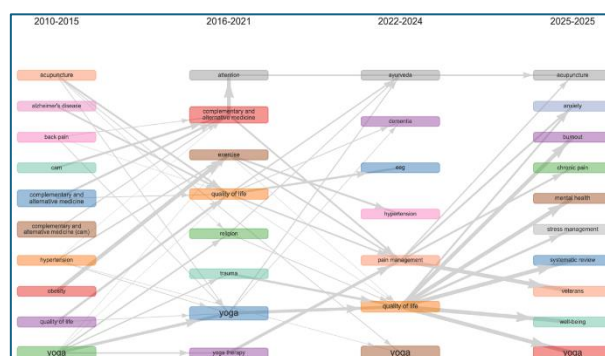 2010-2015
2016-2021
2022-2024
2025-2025
acupuncture
alzheimer's disease
back pain
cam
complementary and
alternative medicine
complementary and
alternative medicine (cam)
hypertension
obesity
quality of life
yoga
attention
complementary and
alternative medicine
exercise
quality of life
religion
trauma
yoga
yoga therapy
ayurveda
dementia
eeg
hypertension
pain management
quality of life
yoga
acupuncture
anxiety
burnout
chronic pain
mental health
stress management
systematic review
veterans
well-being
yoga